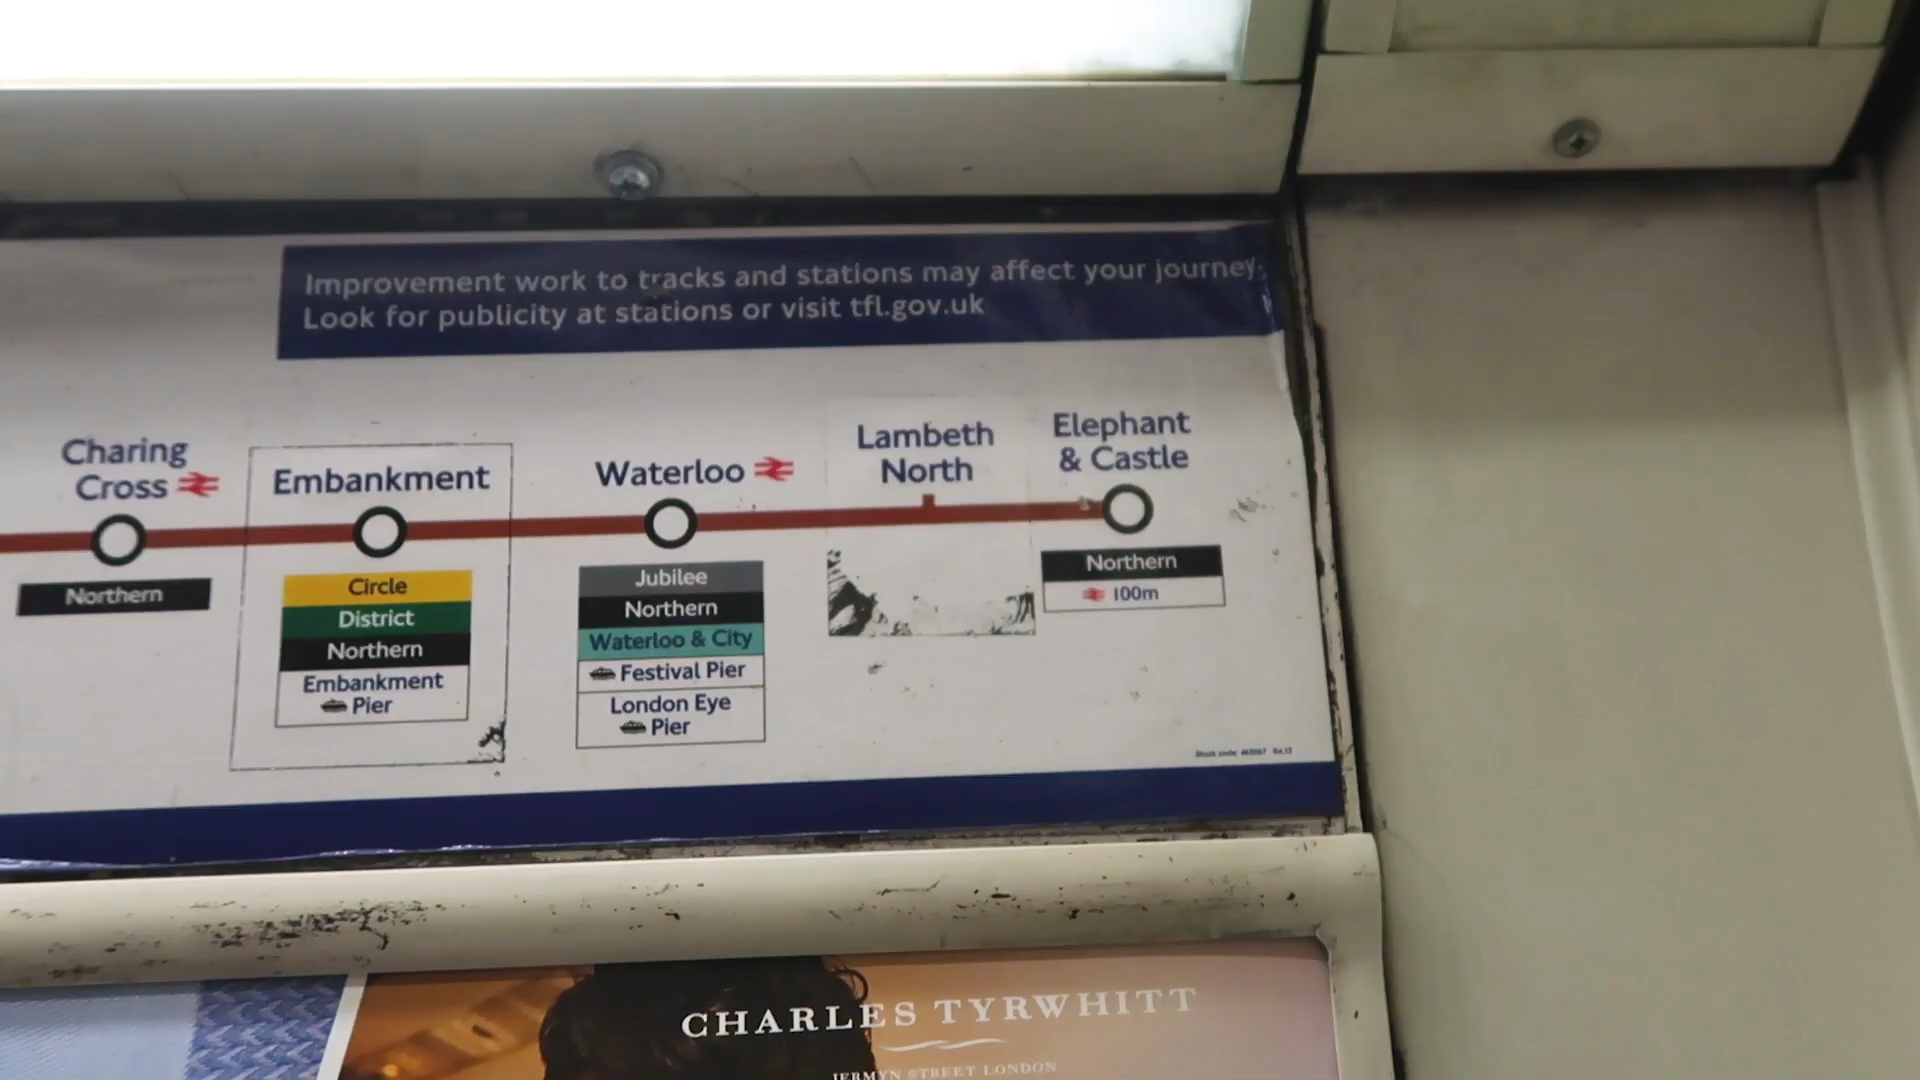 Improvement work to tracks and stations may affect your journey.
Look for publicity at stations or visit tfl.gov.uk
Charing
Cross
Northern
Embankment
Circle
District
Northern
Embankment
Pier
Waterloo
Jubilee
Northern
Waterloo & City
Festival Pier
London Eye
Pier
Lambeth
North
Elephant
& Castle
Northern
100m
CHARLES TYRWHITT
JERMYN STREET LONDON